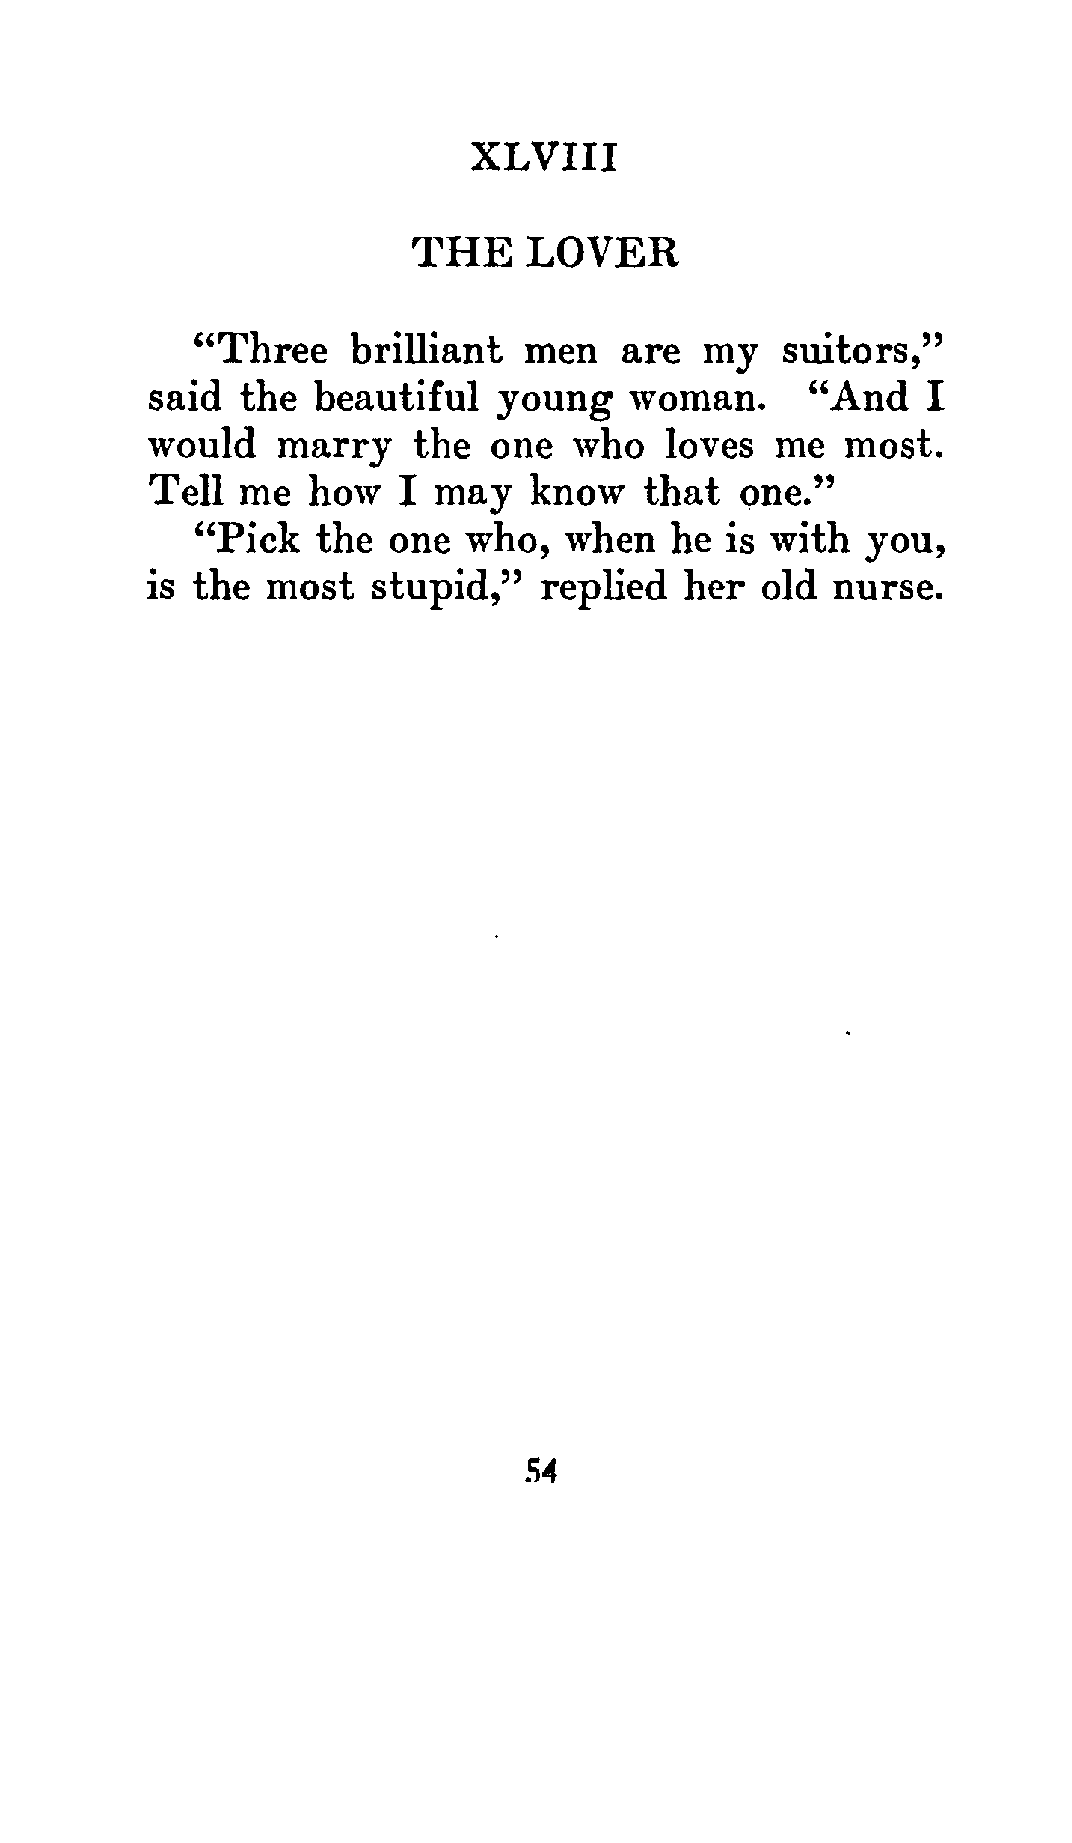 XLVIII
THE LOVER
“Three brilliant men are my suitors,”
said the beautiful young woman. “And I
would marry the one who loves me most.
Tell me how I may know that one.”
“Pick the one who, when he is with you,
is the most stupid,” replied her old nurse.
54